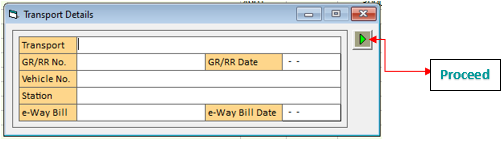 Transport Details
Transport
GR/RR No. GR/RR Date - -
Vehicle No.
Station
e-Way Bill e-Way Bill Date - -
Proceed